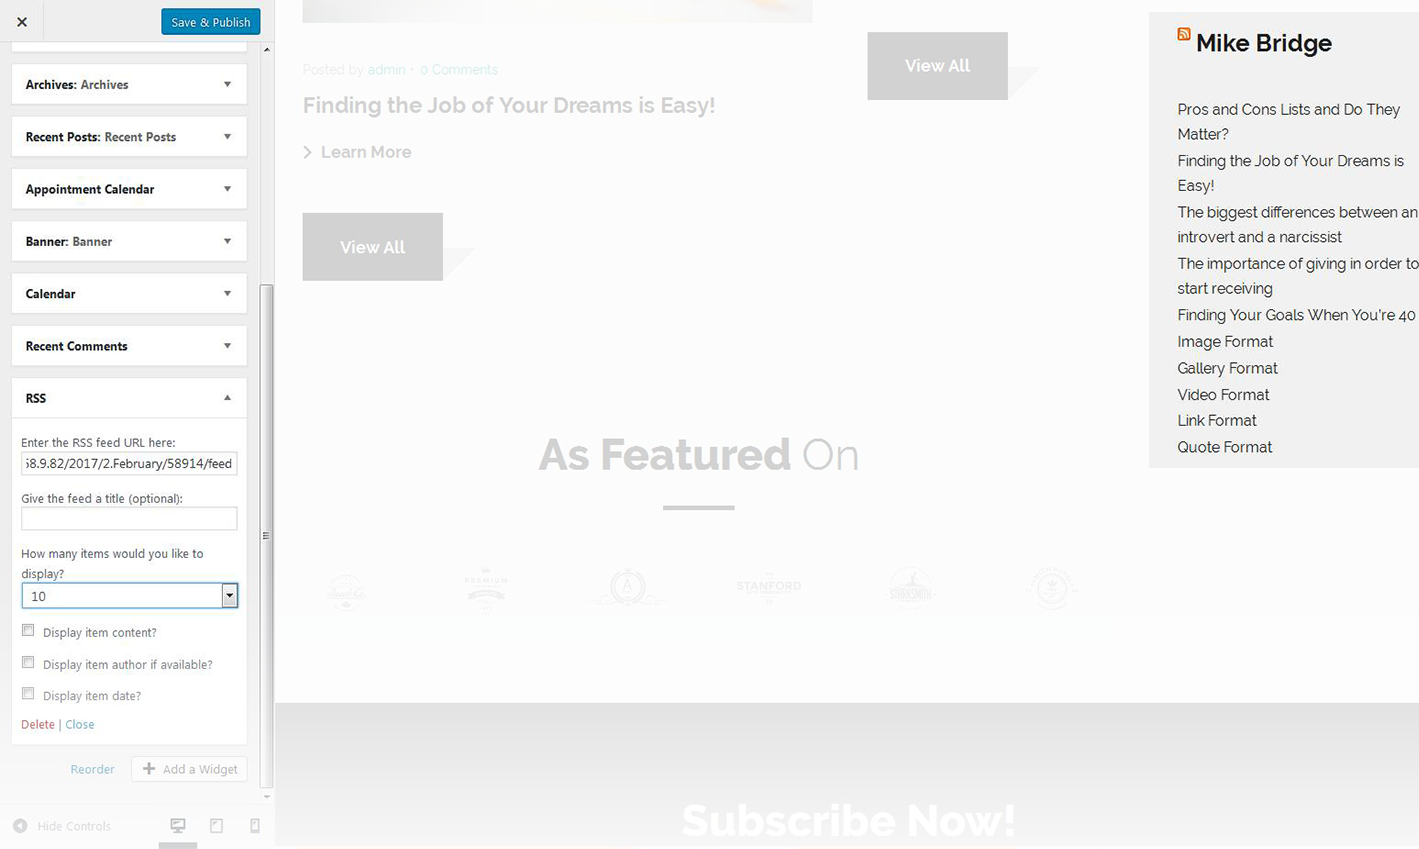 Save & Publish
Archives: Archives
Recent Posts: Recent Posts
Appointment Calendar
Banner: Banner
Calendar
Recent Comments
RSS
Enter the RSS feed URL here:
58.9.82/2017/2.February/58914/feed
Give the feed a title (optional):
How many items would you like to
display?
10
Display item content?
Display item author if available?
Display item date?
Delete | Close
Reorder
Add a Widget
Hide Controls
Posted by admin • 0 Comments
Finding the Job of Your Dreams is Easy!
Learn More
View All
View All
As Featured On
PREMIUM
A
STANFORD
Subscribe Now!
Mike Bridge
Pros and Cons Lists and Do They
Matter?
Finding the Job of Your Dreams is
Easy!
The biggest differences between an
introvert and a narcissist
The importance of giving in order to
start receiving
Finding Your Goals When You're 40
Image Format
Gallery Format
Video Format
Link Format
Quote Format